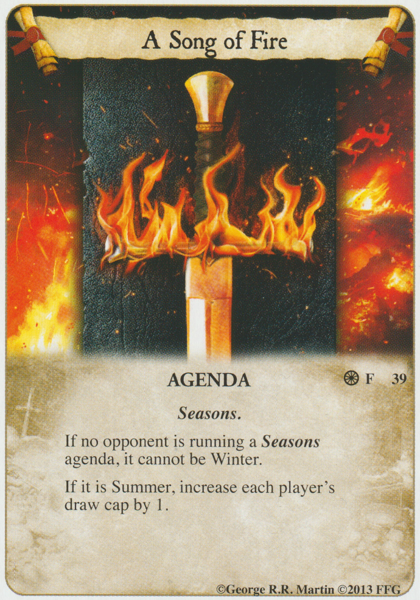 A Song of Fire
AGENDA
F 39
Seasons.
If no opponent is running a Seasons
agenda, it cannot be Winter.
If it is Summer, increase each player's
draw cap by 1.
©George R.R. Martin ©2013 FFG